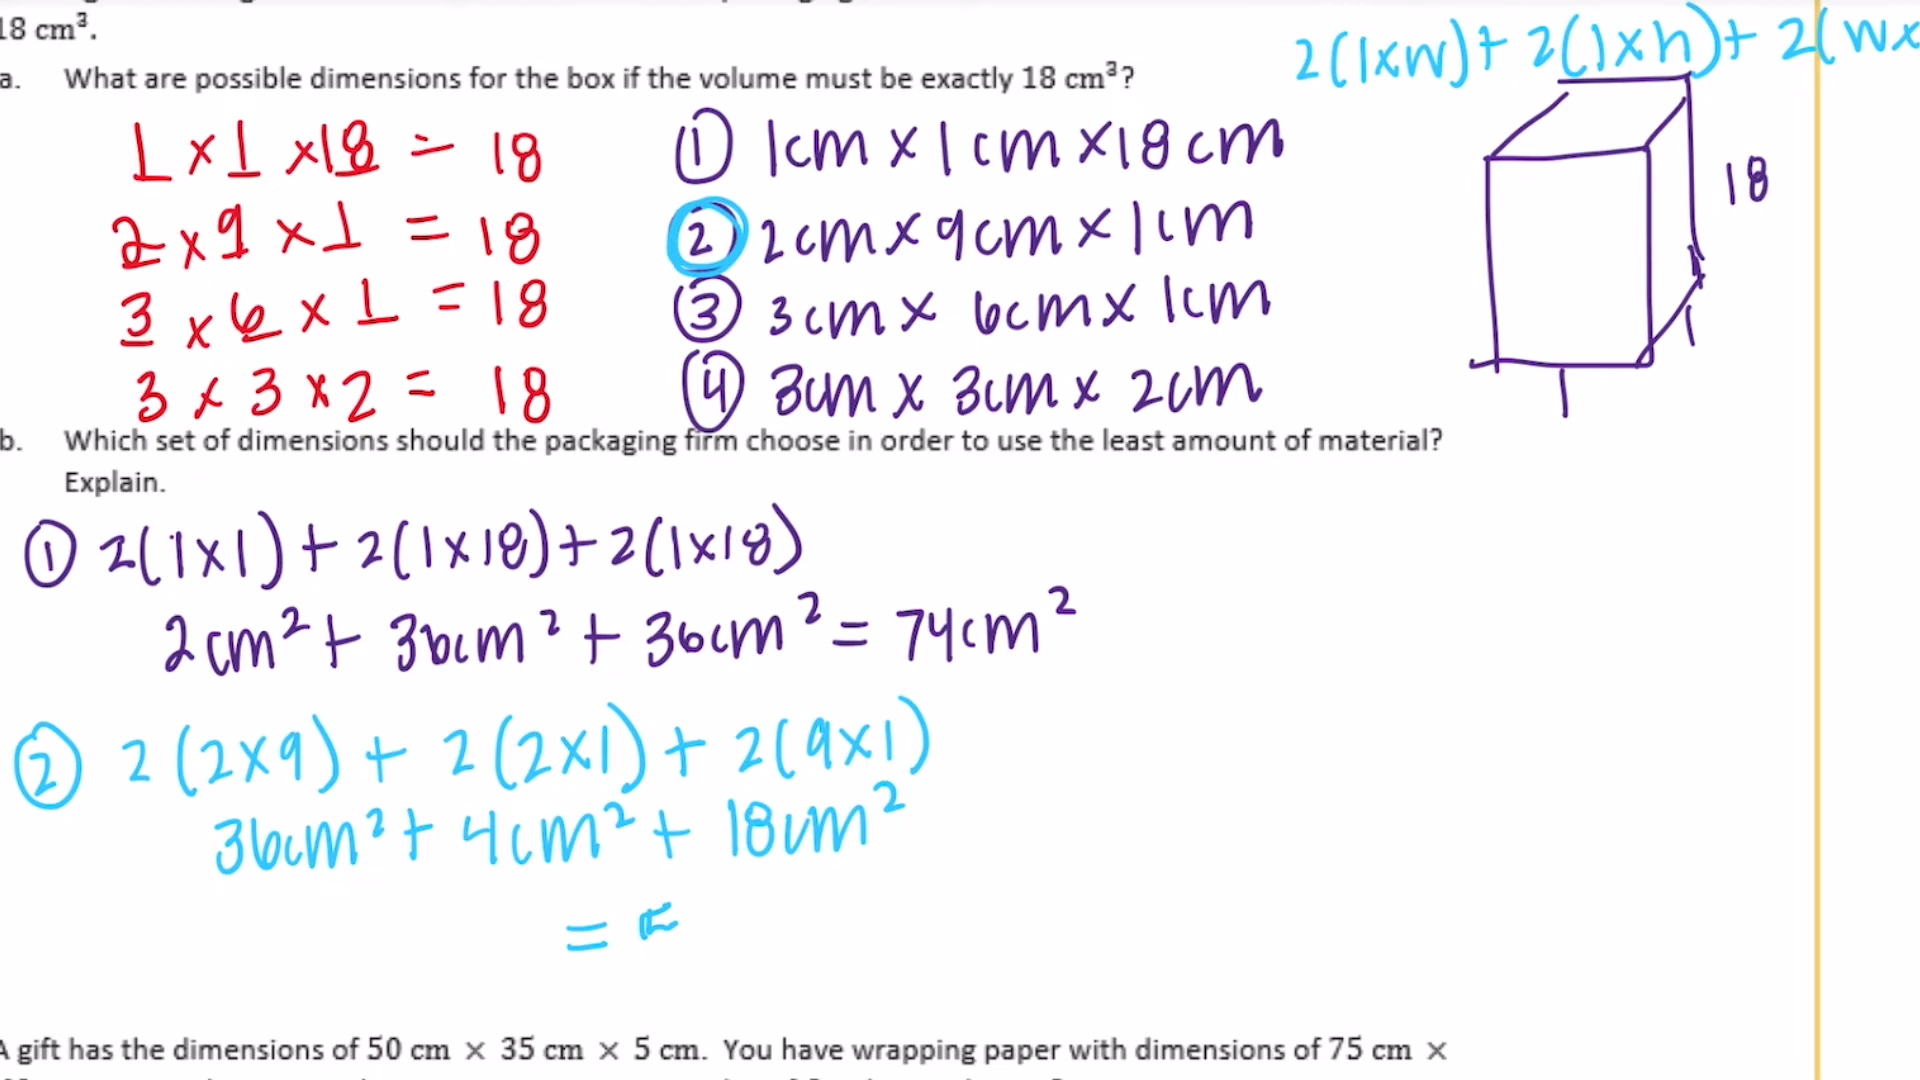 18 cm³.
2(l×w)+ 2(l×h)+ 2(w×
a. What are possible dimensions for the box if the volume must be exactly 18 cm³?
1 × 1 × 18 = 18
① 1cm × 1cm × 18cm
18
2 × 9 × 1 = 18
② 2cm × 9cm × 1cm
3 × 6 × 1 = 18
③ 3cm × 6cm × 1cm
1
3 × 3 × 2 = 18
④ 3cm × 3cm × 2cm
1
b. Which set of dimensions should the packaging firm choose in order to use the least amount of material?
Explain.
① 2(1×1) + 2(1×18) + 2(1×18)
2cm² + 36cm² + 36cm² = 74cm²
② 2(2×9) + 2(2×1) + 2(9×1)
36cm² + 4cm² + 18cm²
=
A gift has the dimensions of 50 cm × 35 cm × 5 cm. You have wrapping paper with dimensions of 75 cm ×